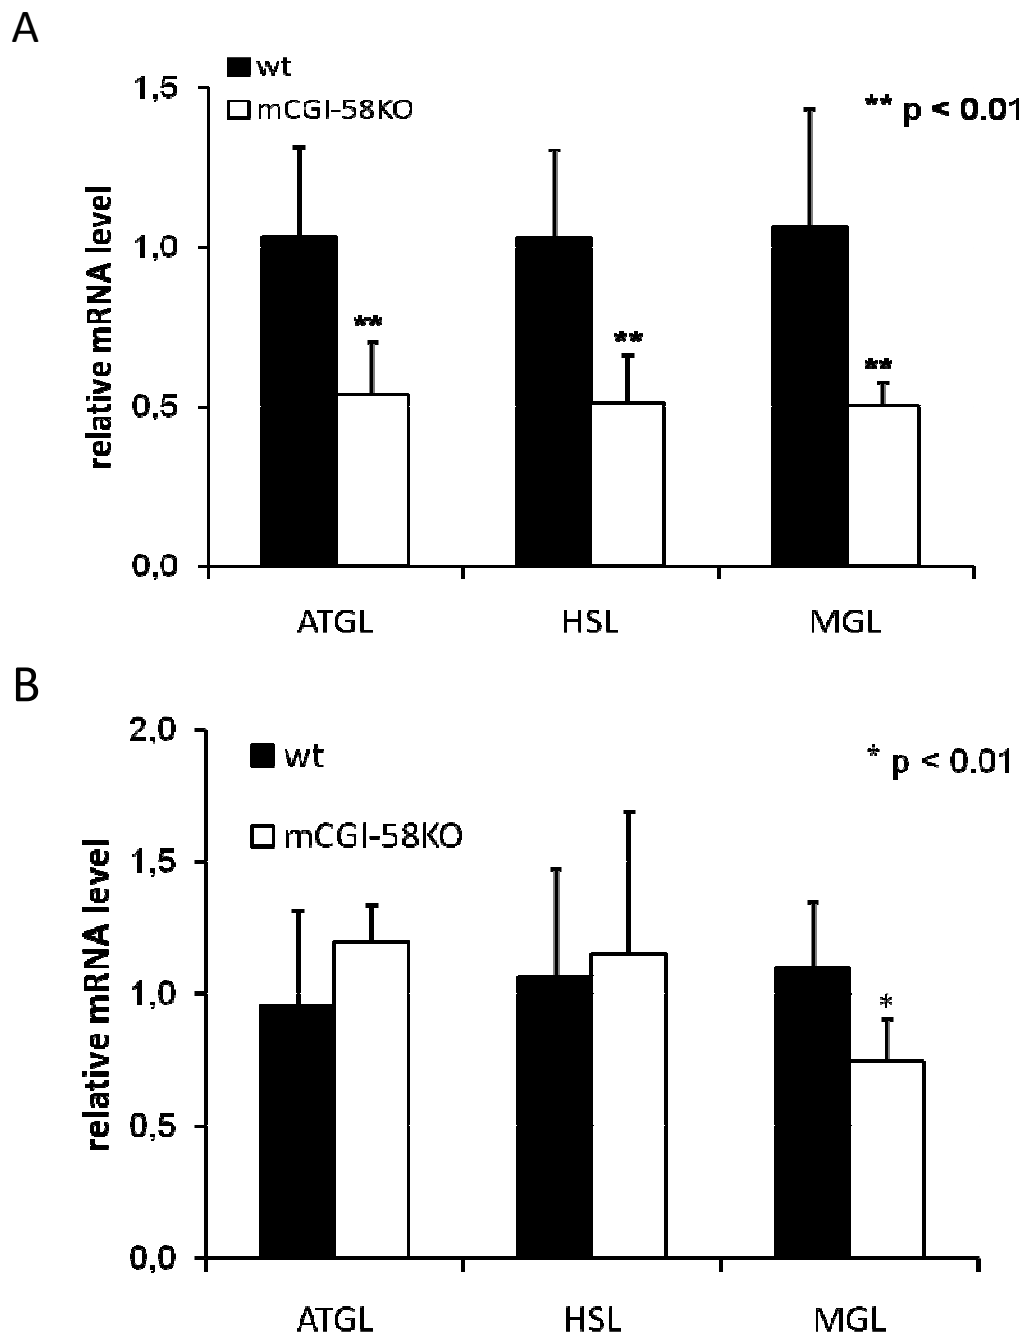 A
wt
mCGI-58KO
** p < 0.01
relative mRNA level
1,5
1,0
0,5
0,0
**
**
**
ATGL
HSL
MGL
B
wt
mCGI-58KO
* p < 0.01
relative mRNA level
2,0
1,5
1,0
0,5
0,0
*
ATGL
HSL
MGL